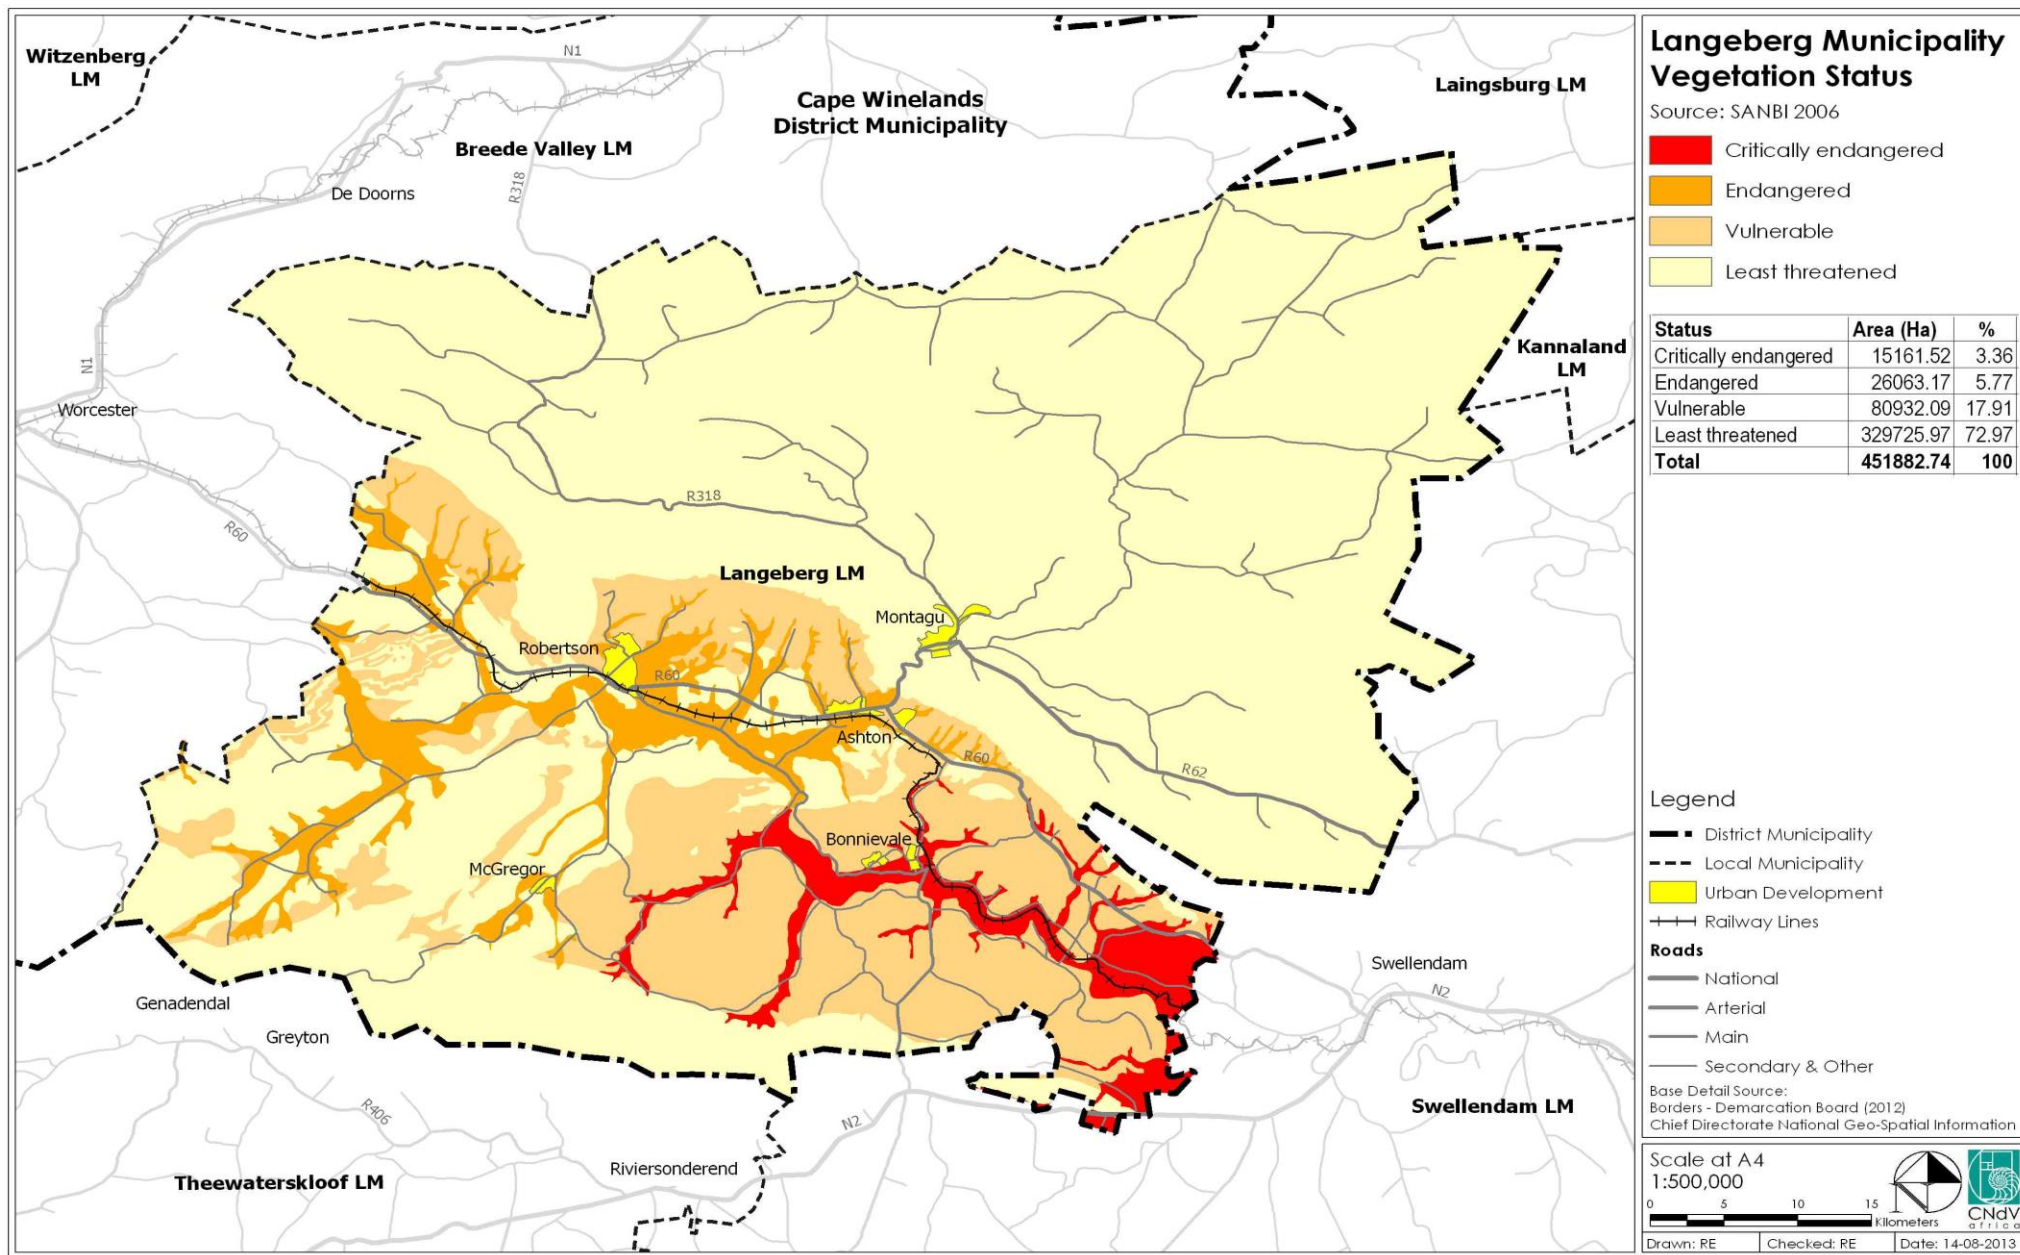 Witzenberg
LM
N1
Cape Winelands
District Municipality
Laingsburg LM
Breede Valley LM
De Doorns
R318
N1
Kannaland
LM
Worcester
R318
R60
Langeberg LM
Montagu
Robertson
R60
Ashton
R60
R62
Bonnievale
McGregor
Swellendam
N2
Genadendal
Greyton
R406
N2
Swellendam LM
Riviersonderend
Theewaterskloof LM
Langeberg Municipality
Vegetation Status
Source: SANBI 2006
Critically endangered
Endangered
Vulnerable
Least threatened
Status Area (Ha) %
Critically endangered 15161.52 3.36
Endangered 26063.17 5.77
Vulnerable 80932.09 17.91
Least threatened 329725.97 72.97
Total 451882.74 100
Legend
District Municipality
Local Municipality
Urban Development
Railway Lines
Roads
National
Arterial
Main
Secondary & Other
Base Detail Source:
Borders - Demarcation Board (2012)
Chief Directorate National Geo-Spatial Information
Scale at A4
1:500,000
0 5 10 15
Kilometers
CNdV
africa
Drawn: RE Checked: RE Date: 14-08-2013